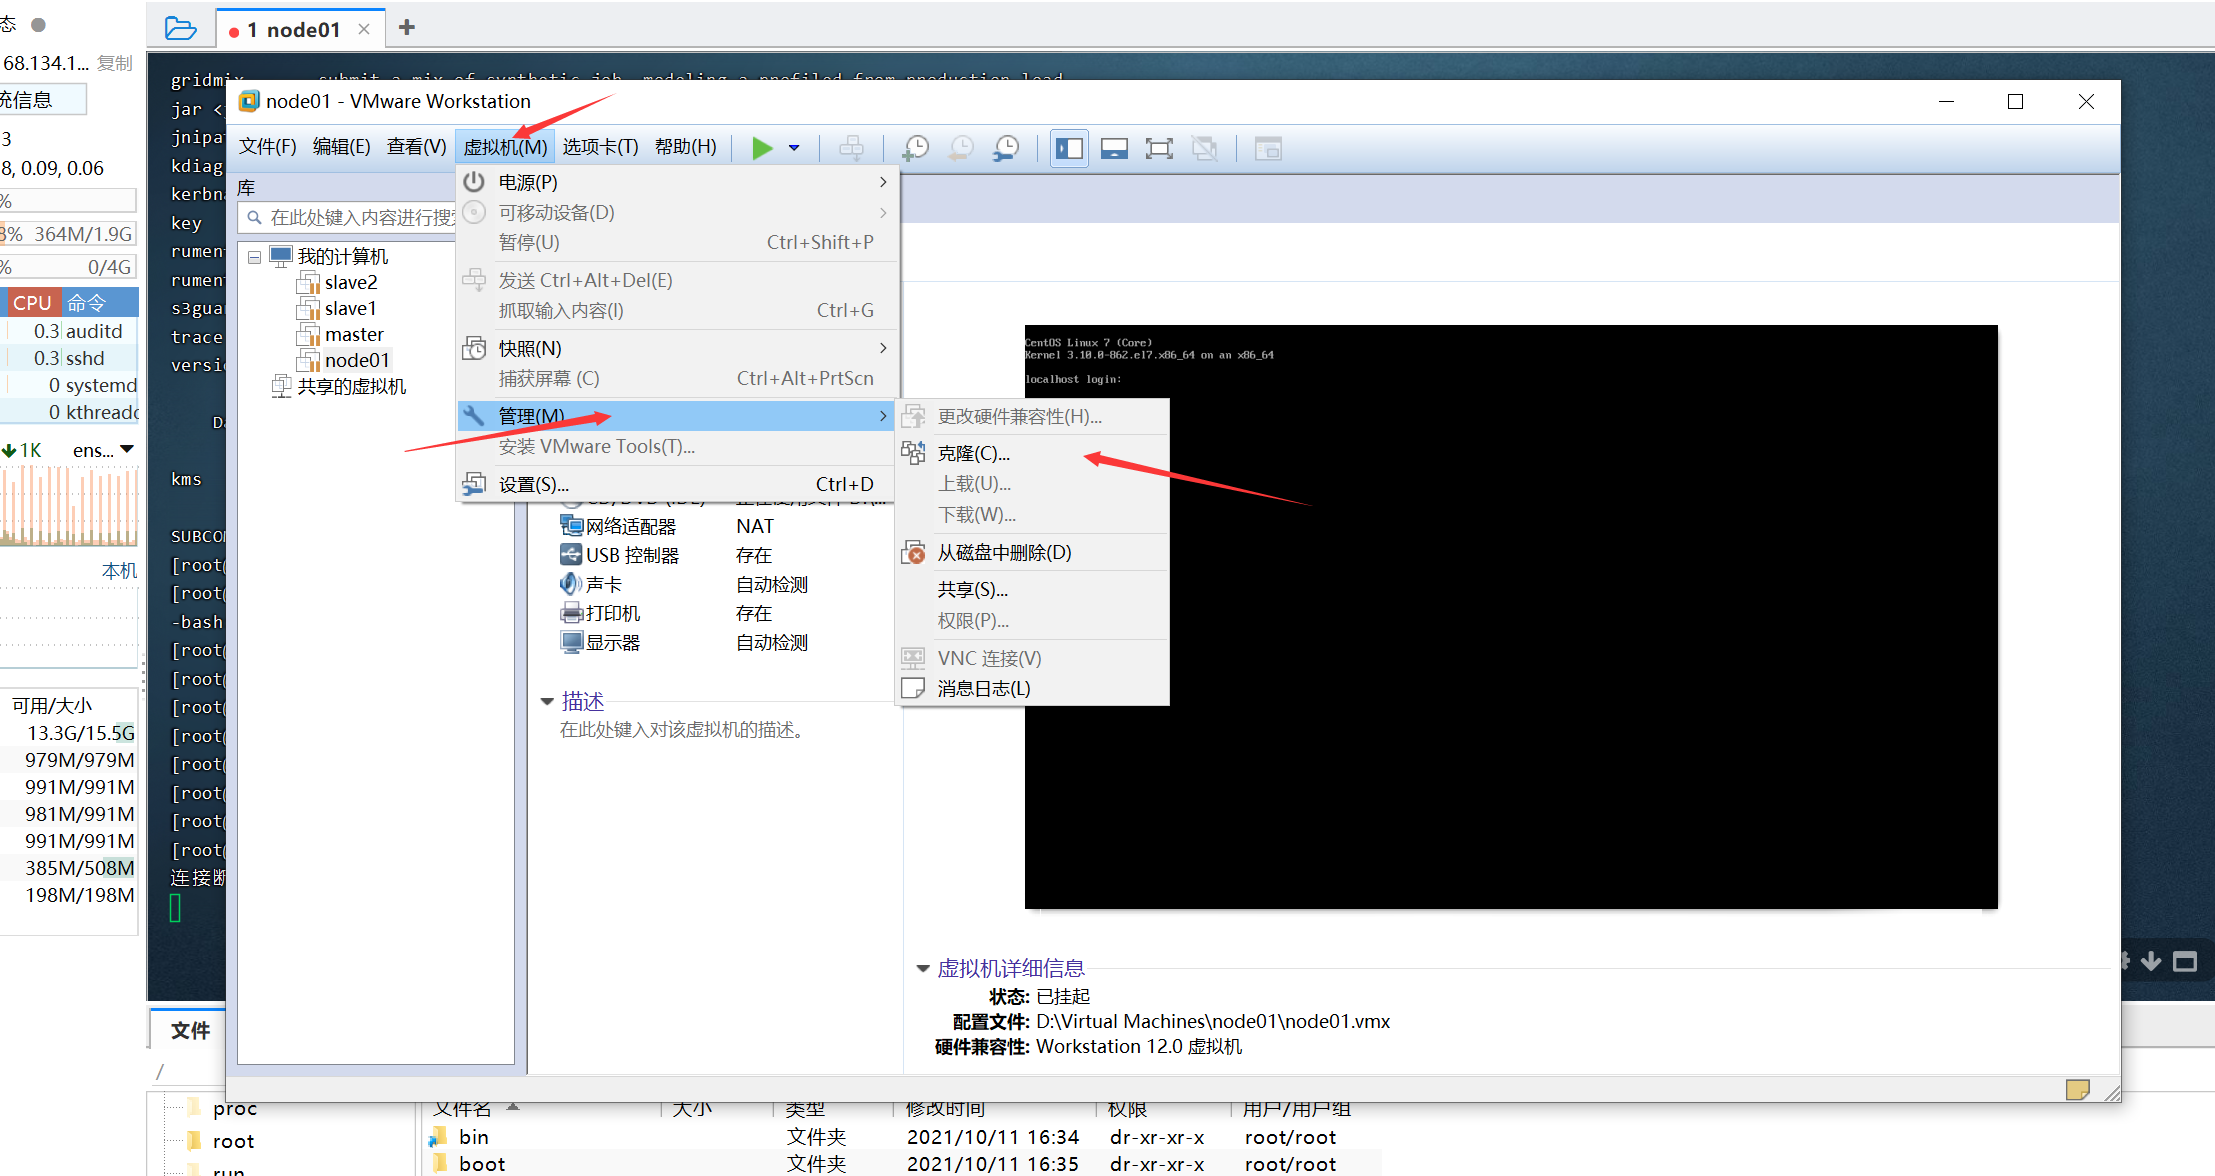 态
1 node01
68.134.1... 复制
统信息
3
8, 0.09, 0.06
%
8% 364M/1.9G
% 0/4G
CPU 命令
0.3 auditd
0.3 sshd
0 systemd
0 kthread
1K ens...
本机
可用/大小
13.3G/15.5G
979M/979M
991M/991M
981M/991M
991M/991M
385M/508M
198M/198M
gridmix submit a mix of synthetic job, modeling a profiled from production load
jar <
jnipa
kdiag
kerbna
key
rument
rument
s3guar
trace
versio
Da
kms
SUBCOM
[root@
[root@
-bash
[root@
[root@
[root@
[root@
[root@
[root@
[root@
[root@
连接断
node01 - VMware Workstation
文件(F) 编辑(E) 查看(V) 虚拟机(M) 选项卡(T) 帮助(H)
库
在此处键入内容进行搜索
我的计算机
slave2
slave1
master
node01
共享的虚拟机
电源(P)
可移动设备(D)
暂停(U) Ctrl+Shift+P
发送 Ctrl+Alt+Del(E)
抓取输入内容(I) Ctrl+G
快照(N)
捕获屏幕 (C) Ctrl+Alt+PrtScn
管理(M)
安装 VMware Tools(T)...
设置(S)... Ctrl+D
更改硬件兼容性(H)...
克隆(C)...
上载(U)...
下载(W)...
从磁盘中删除(D)
共享(S)...
权限(P)...
VNC 连接(V)
消息日志(L)
网络适配器 NAT
USB 控制器 存在
声卡 自动检测
打印机 存在
显示器 自动检测
描述
在此处键入对该虚拟机的描述。
CentOS Linux 7 (Core)
Kernel 3.10.0-862.el7.x86_64 on an x86_64
localhost login:
虚拟机详细信息
状态: 已挂起
配置文件: D:\Virtual Machines\node01\node01.vmx
硬件兼容性: Workstation 12.0 虚拟机
文件
/
proc
root
run
文件名 大小 类型 修改时间 权限 用户/用户组
bin 文件夹 2021/10/11 16:34 dr-xr-xr-x root/root
boot 文件夹 2021/10/11 16:35 dr-xr-xr-x root/root